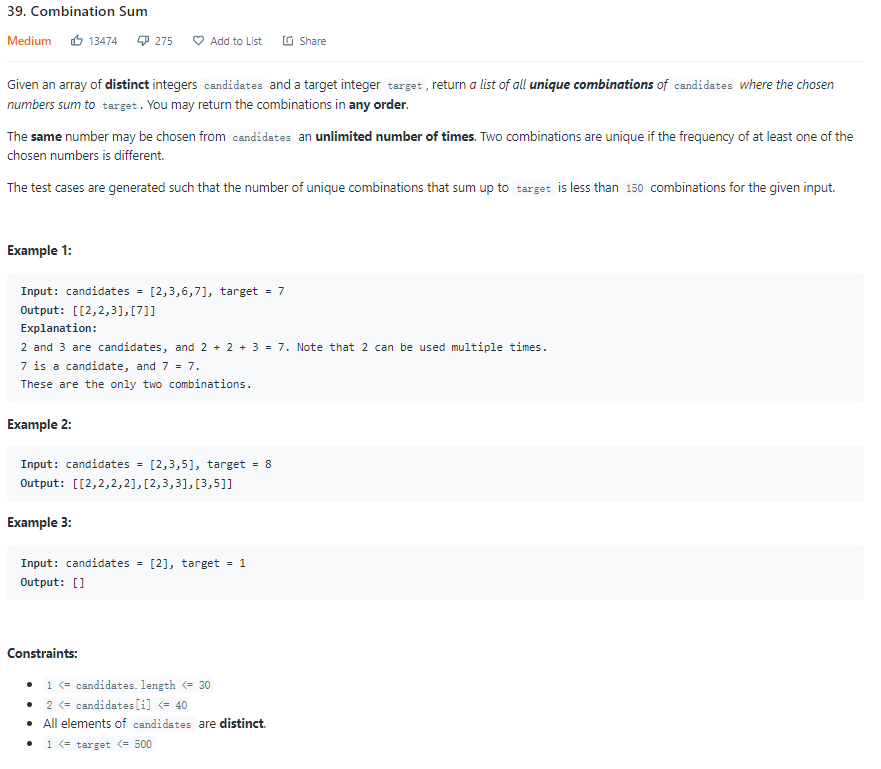 39. Combination Sum
Medium 13474 275 Add to List Share
Given an array of distinct integers candidates and a target integer target , return a list of all unique combinations of candidates where the chosen
numbers sum to target . You may return the combinations in any order.
The same number may be chosen from candidates an unlimited number of times. Two combinations are unique if the frequency of at least one of the
chosen numbers is different.
The test cases are generated such that the number of unique combinations that sum up to target is less than 150 combinations for the given input.
Example 1:
Input: candidates = [2,3,6,7], target = 7
Output: [[2,2,3],[7]]
Explanation:
2 and 3 are candidates, and 2 + 2 + 3 = 7. Note that 2 can be used multiple times.
7 is a candidate, and 7 = 7.
These are the only two combinations.
Example 2:
Input: candidates = [2,3,5], target = 8
Output: [[2,2,2,2],[2,3,3],[3,5]]
Example 3:
Input: candidates = [2], target = 1
Output: []
Constraints:
• 1 <= candidates.length <= 30
• 2 <= candidates[i] <= 40
• All elements of candidates are distinct.
• 1 <= target <= 500